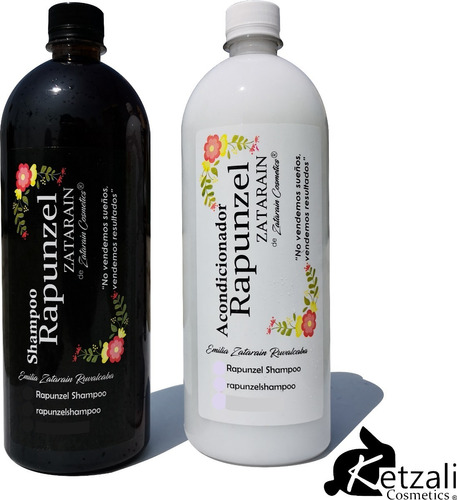 Shampoo
Rapunzel
ZATARAIN
de Zatarain Cosmetics®
"No vendemos sueños,
vendemos resultados"
Emilia Zatarain Ruvalcaba
Rapunzel Shampoo
rapunzelshampoo
Acondicionador
Rapunzel
ZATARAIN
de Zatarain Cosmetics®
"No vendemos sueños,
vendemos resultados"
Emilia Zatarain Ruvalcaba
Rapunzel Shampoo
rapunzelshampoo
Ketzali
Cosmetics®